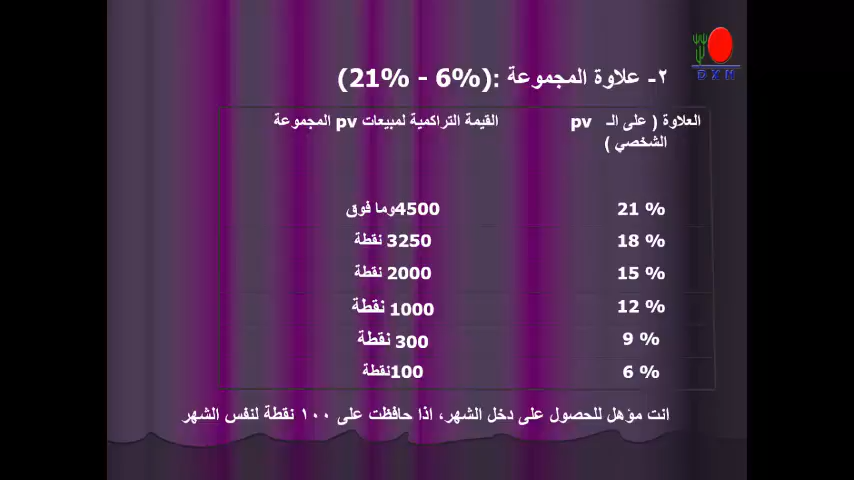 DXN
٢- علاوة المجموعة :(6% - 21%)
العلاوة ( على الـ pv الشخصي ) القيمة التراكمية لمبيعات pv المجموعة
21 % 4500وما فوق
18 % 3250 نقطة
15 % 2000 نقطة
12 % 1000 نقطة
9 % 300 نقطة
6 % 100نقطة
انت مؤهل للحصول على دخل الشهر، اذا حافظت على ١٠٠ نقطة لنفس الشهر